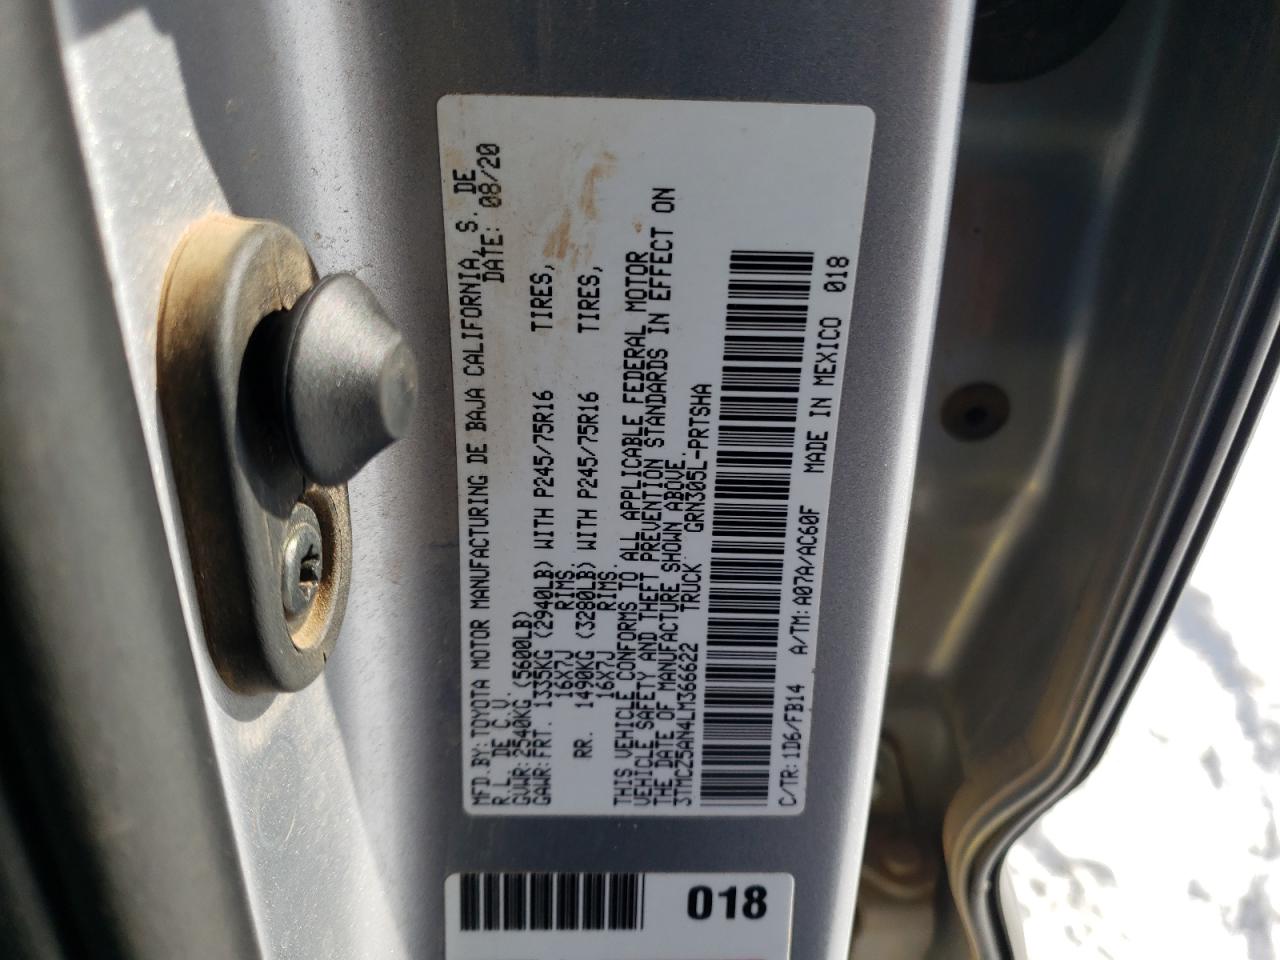 MFD.BY: TOYOTA MOTOR MANUFACTURING DE BAJA CALIFORNIA, S. DE
R.L. DE C.V. DATE: 08/20
GVWR: 2540KG (5600LB)
GAWR: FRT. 1335KG (2940LB) WITH P245/75R16 TIRES,
16X7J RIMS.
RR. 1490KG (3280LB) WITH P245/75R16 TIRES,
16X7J RIMS.
THIS VEHICLE CONFORMS TO ALL APPLICABLE FEDERAL MOTOR
VEHICLE SAFETY AND THEFT PREVENTION STANDARDS IN EFFECT ON
THE DATE OF MANUFACTURE SHOWN ABOVE.
3TMCZ5AN4LM366622 TRUCK GRN305L-PRTSHA
C/TR: 1D6/FB14 A/TM: A07A/AC60F MADE IN MEXICO 018
018